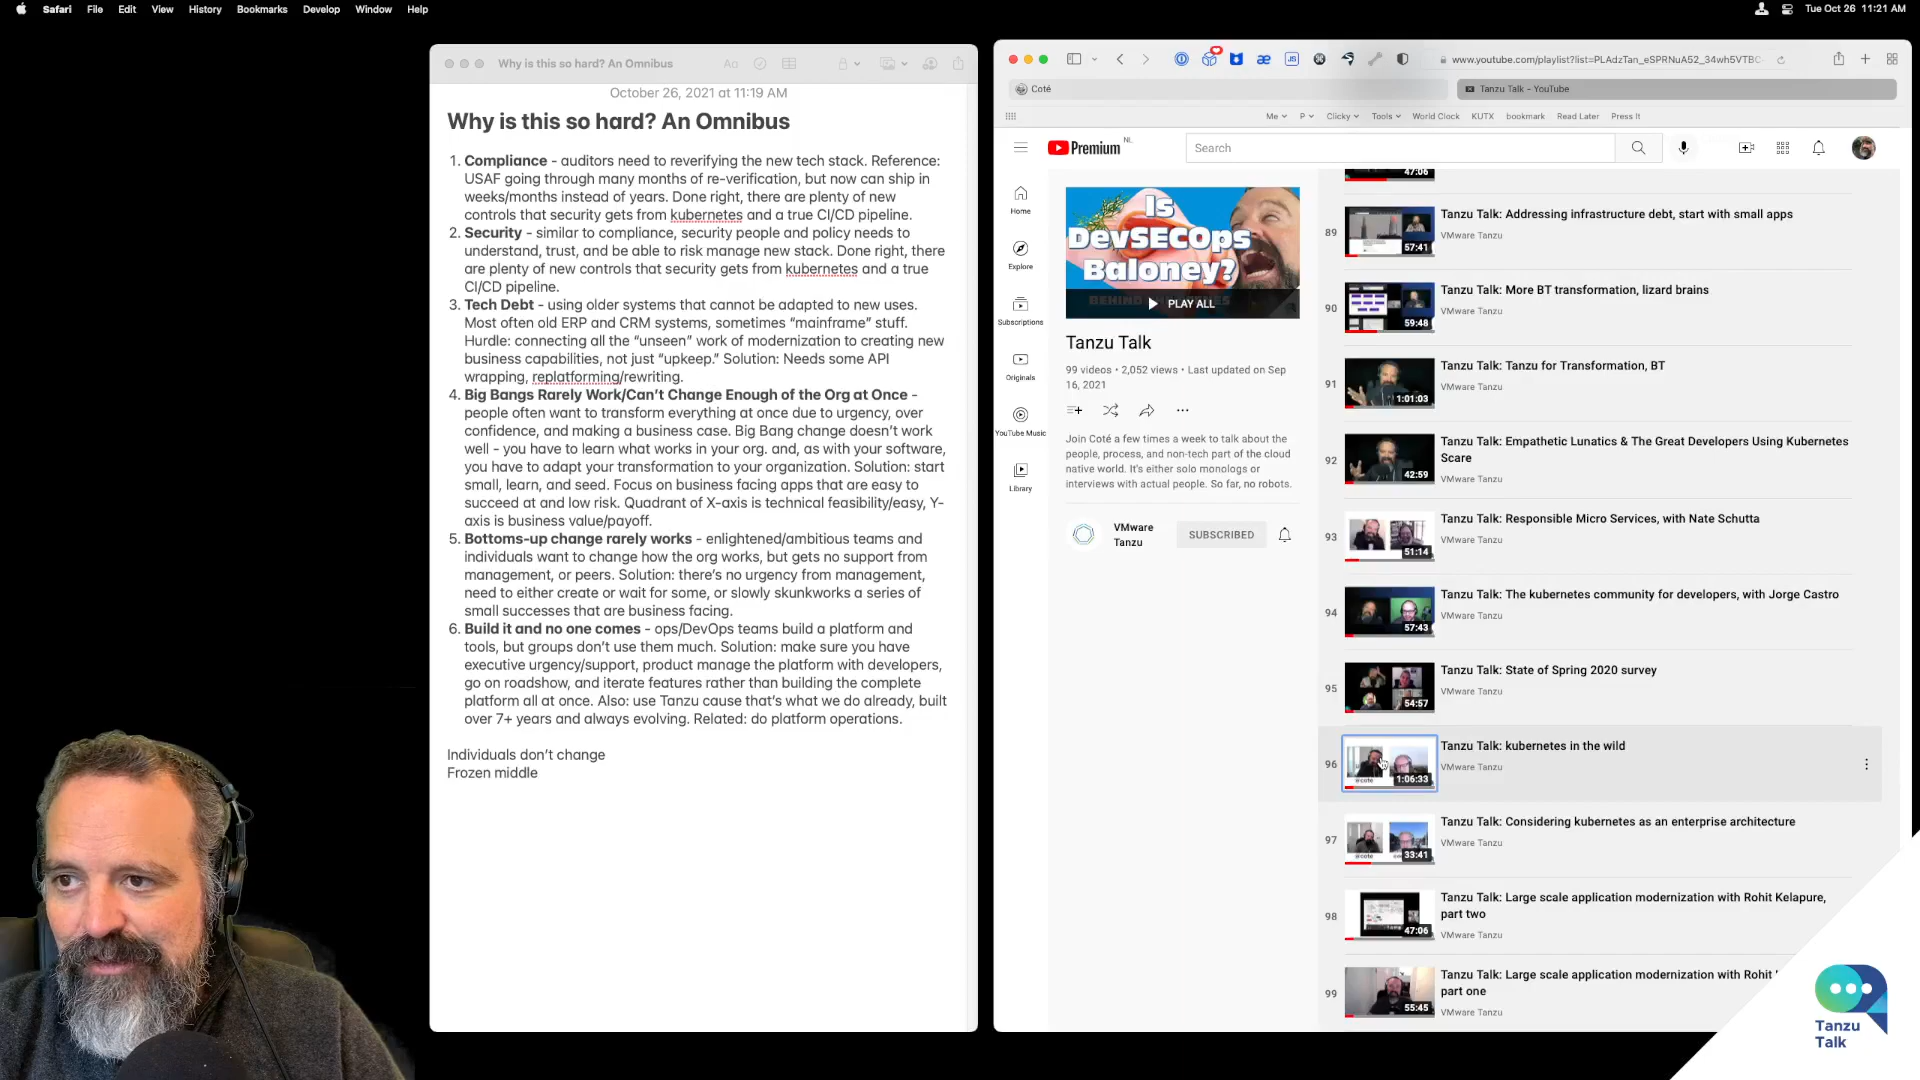 Safari File Edit View History Bookmarks Develop Window Help
Tue Oct 26 11:21 AM
Why is this so hard? An Omnibus
October 26, 2021 at 11:19 AM
Why is this so hard? An Omnibus
1. Compliance - auditors need to reverifying the new tech stack. Reference:
USAF going through many months of re-verification, but now can ship in
weeks/months instead of years. Done right, there are plenty of new
controls that security gets from kubernetes and a true CI/CD pipeline.
2. Security - similar to compliance, security people and policy needs to
understand, trust, and be able to risk manage new stack. Done right, there
are plenty of new controls that security gets from kubernetes and a true
CI/CD pipeline.
3. Tech Debt - using older systems that cannot be adapted to new uses.
Most often old ERP and CRM systems, sometimes “mainframe” stuff.
Hurdle: connecting all the “unseen” work of modernization to creating new
business capabilities, not just “upkeep.” Solution: Needs some API
wrapping, replatforming/rewriting.
4. Big Bangs Rarely Work/Can’t Change Enough of the Org at Once -
people often want to transform everything at once due to urgency, over
confidence, and making a business case. Big Bang change doesn’t work
well - you have to learn what works in your org. and, as with your software,
you have to adapt your transformation to your organization. Solution: start
small, learn, and seed. Focus on business facing apps that are easy to
succeed at and low risk. Quadrant of X-axis is technical feasibility/easy, Y-
axis is business value/payoff.
5. Bottoms-up change rarely works - enlightened/ambitious teams and
individuals want to change how the org works, but gets no support from
management, or peers. Solution: there’s no urgency from management,
need to either create or wait for some, or slowly skunkworks a series of
small successes that are business facing.
6. Build it and no one comes - ops/DevOps teams build a platform and
tools, but groups don’t use them much. Solution: make sure you have
executive urgency/support, product manage the platform with developers,
go on roadshow, and iterate features rather than building the complete
platform all at once. Also: use Tanzu cause that’s what we do already, built
over 7+ years and always evolving. Related: do platform operations.
Individuals don’t change
Frozen middle
www.youtube.com/playlist?list=PLAdzTan_eSPRNuA52_34wh5VTBC
Coté
Tanzu Talk - YouTube
Me P Clicky Tools World Clock KUTX bookmark Read Later Press It
Premium NL
Search
Home
Explore
Subscriptions
Originals
YouTube Music
Library
Is
DevSECOps
Baloney?
PLAY ALL
Tanzu Talk
99 videos • 2,052 views • Last updated on Sep
16, 2021
Join Coté a few times a week to talk about the
people, process, and non-tech part of the cloud
native world. It's either solo monologs or
interviews with actual people. So far, no robots.
VMware
Tanzu
SUBSCRIBED
47:06
89
57:41
Tanzu Talk: Addressing infrastructure debt, start with small apps
VMware Tanzu
90
59:48
Tanzu Talk: More BT transformation, lizard brains
VMware Tanzu
91
1:01:03
Tanzu Talk: Tanzu for Transformation, BT
VMware Tanzu
92
42:59
Tanzu Talk: Empathetic Lunatics & The Great Developers Using Kubernetes
Scare
VMware Tanzu
93
51:14
Tanzu Talk: Responsible Micro Services, with Nate Schutta
VMware Tanzu
94
57:43
Tanzu Talk: The kubernetes community for developers, with Jorge Castro
VMware Tanzu
95
54:57
Tanzu Talk: State of Spring 2020 survey
VMware Tanzu
96
@cote
1:06:33
Tanzu Talk: kubernetes in the wild
VMware Tanzu
97
@cote
33:41
Tanzu Talk: Considering kubernetes as an enterprise architecture
VMware Tanzu
98
47:06
Tanzu Talk: Large scale application modernization with Rohit Kelapure,
part two
VMware Tanzu
99
55:45
Tanzu Talk: Large scale application modernization with Rohit
part one
VMware Tanzu
Tanzu
Talk